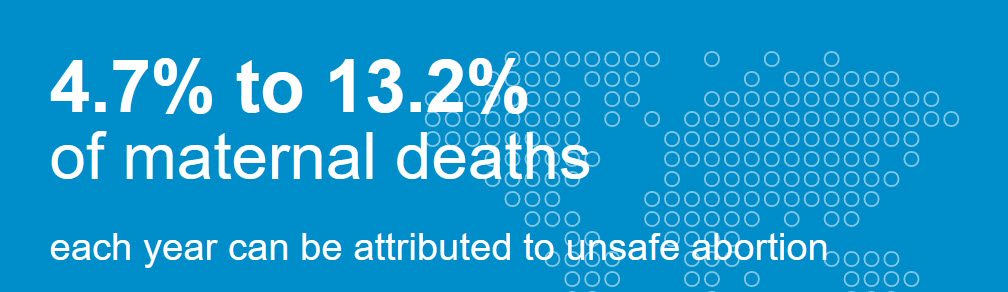 4.7% to 13.2%
of maternal deaths
each year can be attributed to unsafe abortion